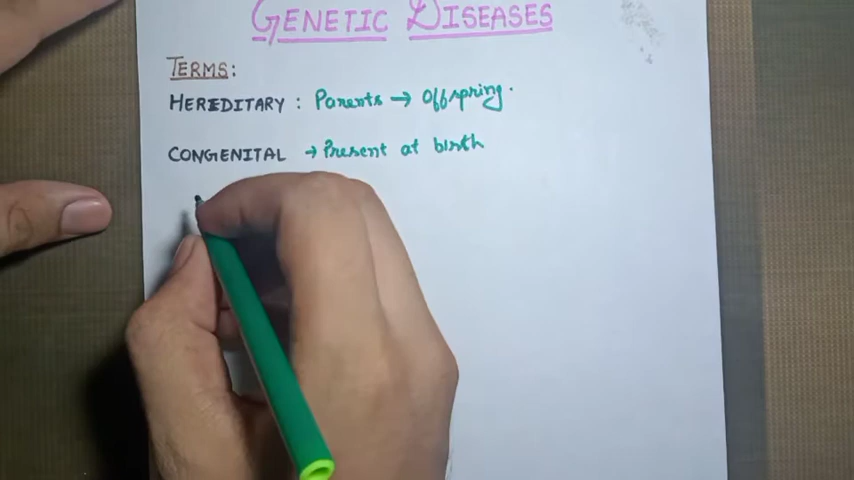 GENETIC DISEASES
TERMS:
HEREDITARY : Parents → Offspring.
CONGENITAL → Present at birth